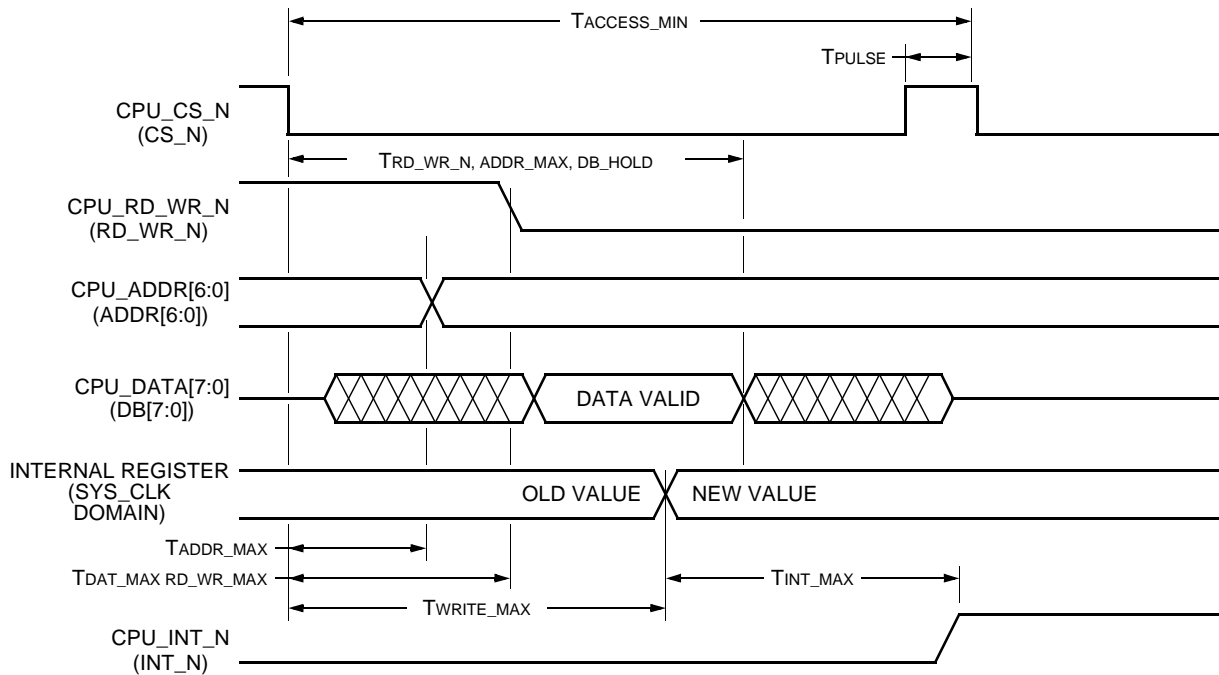 TACCESS_MIN
TPULSE
CPU_CS_N
(CS_N)
TRD_WR_N, ADDR_MAX, DB_HOLD
CPU_RD_WR_N
(RD_WR_N)
CPU_ADDR[6:0]
(ADDR[6:0])
CPU_DATA[7:0]
(DB[7:0])
DATA VALID
INTERNAL REGISTER
(SYS_CLK
DOMAIN)
OLD VALUE
NEW VALUE
TADDR_MAX
TDAT_MAX RD_WR_MAX
TINT_MAX
TWRITE_MAX
CPU_INT_N
(INT_N)